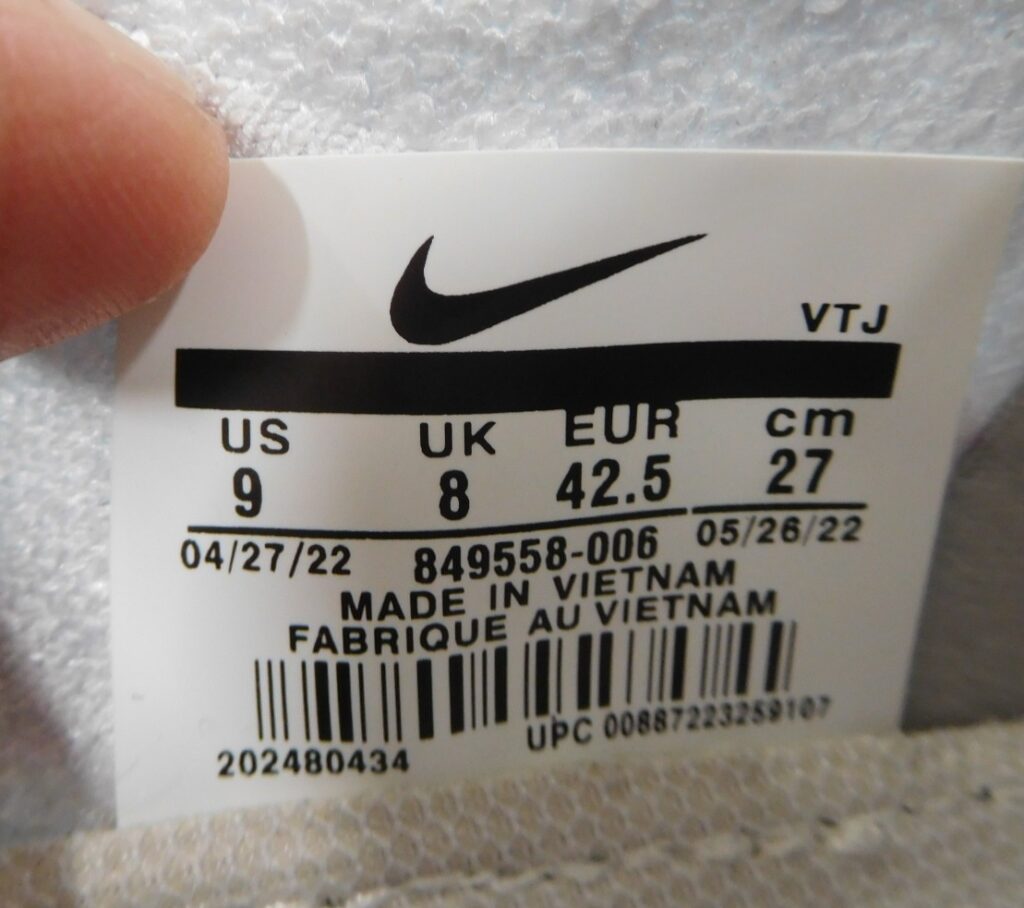 VTJ
US UK EUR cm
9 8 42.5 27
04/27/22 849558-006 05/26/22
MADE IN VIETNAM
FABRIQUE AU VIETNAM
UPC 00887223259107
202480434